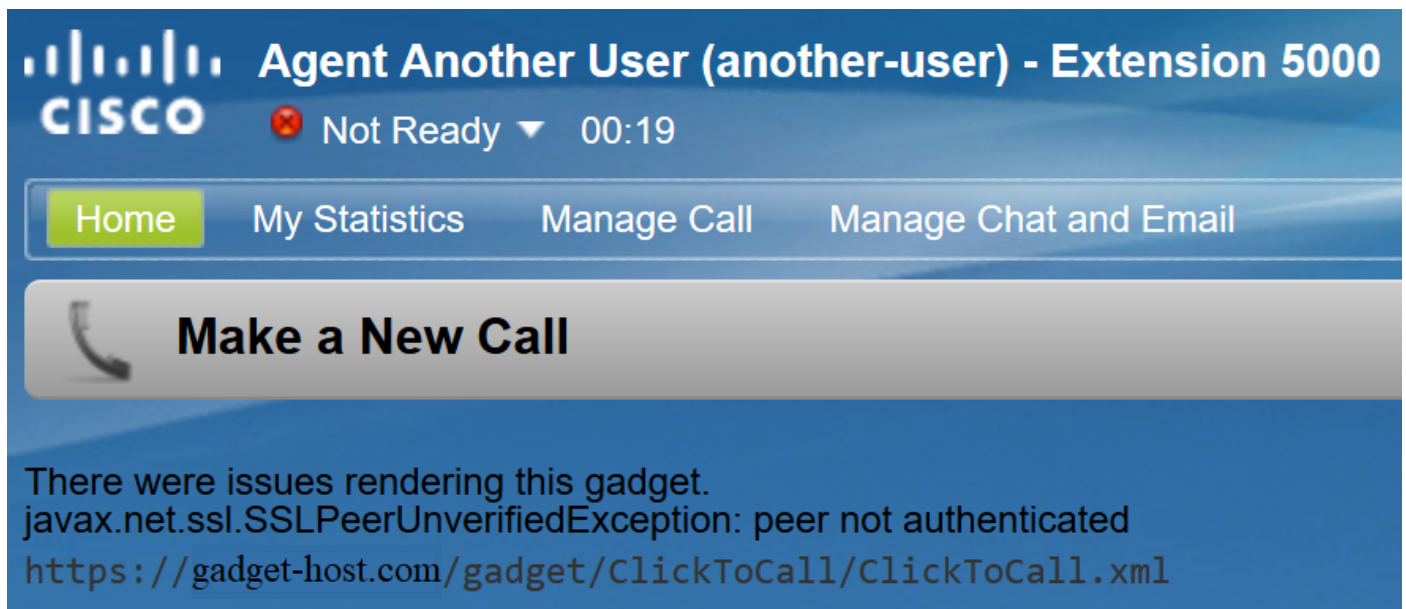 CISCO
Agent Another User (another-user) - Extension 5000
Not Ready 00:19
Home My Statistics Manage Call Manage Chat and Email
Make a New Call
There were issues rendering this gadget.
javax.net.ssl.SSLPeerUnverifiedException: peer not authenticated
https://gadget-host.com/gadget/ClickToCall/ClickToCall.xml